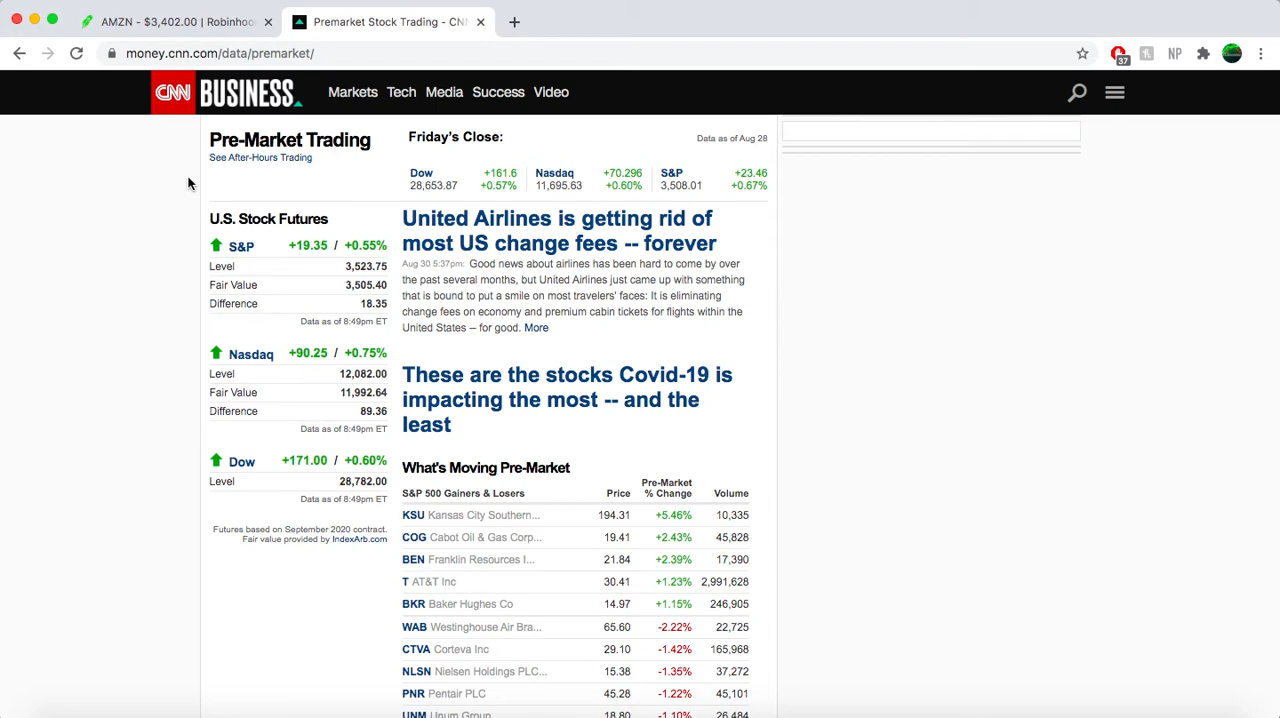 AMZN - $3,402.00 | Robinhoo
Premarket Stock Trading - CN
money.cnn.com/data/premarket/
37
NP
CNN BUSINESS
Markets Tech Media Success Video
Pre-Market Trading
See After-Hours Trading
Friday's Close:
Data as of Aug 28
Dow +161.6
28,653.87 +0.57%
Nasdaq +70.296
11,695.63 +0.60%
S&P +23.46
3,508.01 +0.67%
U.S. Stock Futures
S&P +19.35 / +0.55%
Level 3,523.75
Fair Value 3,505.40
Difference 18.35
Data as of 8:49pm ET
Nasdaq +90.25 / +0.75%
Level 12,082.00
Fair Value 11,992.64
Difference 89.36
Data as of 8:49pm ET
Dow +171.00 / +0.60%
Level 28,782.00
Data as of 8:49pm ET
Futures based on September 2020 contract.
Fair value provided by IndexArb.com
United Airlines is getting rid of
most US change fees -- forever
Aug 30 5:37pm: Good news about airlines has been hard to come by over
the past several months, but United Airlines just came up with something
that is bound to put a smile on most travelers' faces: It is eliminating
change fees on economy and premium cabin tickets for flights within the
United States -- for good. More
These are the stocks Covid-19 is
impacting the most -- and the
least
What's Moving Pre-Market
S&P 500 Gainers & Losers Price Pre-Market % Change Volume
KSU Kansas City Southern... 194.31 +5.46% 10,335
COG Cabot Oil & Gas Corp... 19.41 +2.43% 45,828
BEN Franklin Resources I... 21.84 +2.39% 17,390
T AT&T Inc 30.41 +1.23% 2,991,628
BKR Baker Hughes Co 14.97 +1.15% 246,905
WAB Westinghouse Air Bra... 65.60 -2.22% 22,725
CTVA Corteva Inc 29.10 -1.42% 165,968
NLSN Nielsen Holdings PLC... 15.38 -1.35% 37,272
PNR Pentair PLC 45.28 -1.22% 45,101
UNM Unum Group 18.80 -1.10% 26,484